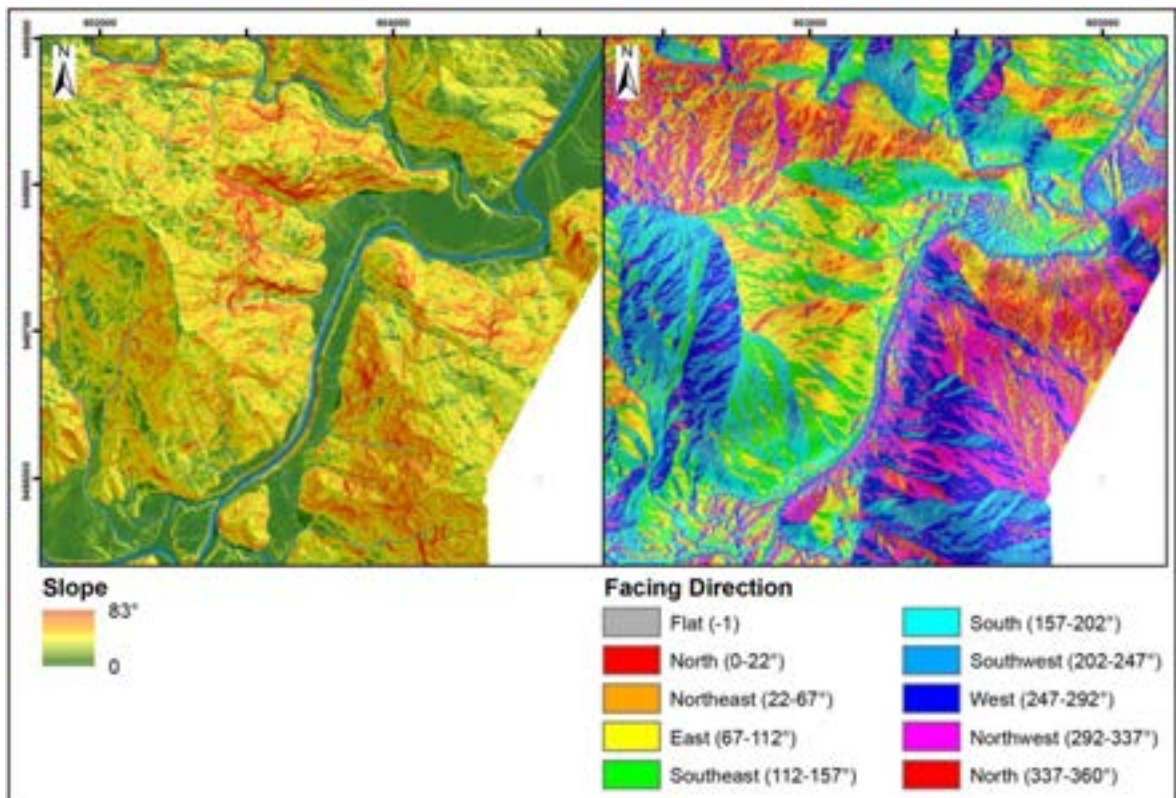 N
N
Slope
83°
0
Facing Direction
Flat (-1)
North (0-22°)
Northeast (22-67°)
East (67-112°)
Southeast (112-157°)
South (157-202°)
Southwest (202-247°)
West (247-292°)
Northwest (292-337°)
North (337-360°)